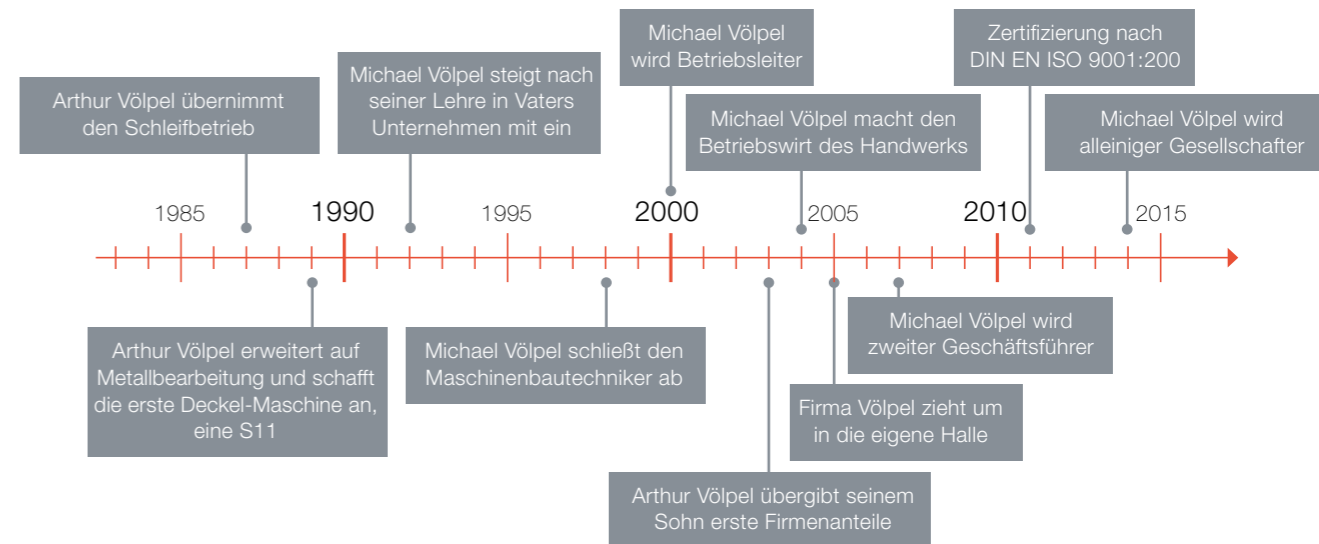 Arthur Völpel übernimmt
den Schleifbetrieb
Michael Völpel steigt nach
seiner Lehre in Vaters
Unternehmen mit ein
Michael Völpel
wird Betriebsleiter
Michael Völpel macht den
Betriebswirt des Handwerks
Zertifizierung nach
DIN EN ISO 9001:200
Michael Völpel wird
alleiniger Gesellschafter
1985
1990
1995
2000
2005
2010
2015
Arthur Völpel erweitert auf
Metallbearbeitung und schafft
die erste Deckel-Maschine an,
eine S11
Michael Völpel schließt den
Maschinenbautechniker ab
Arthur Völpel übergibt seinem
Sohn erste Firmenanteile
Firma Völpel zieht um
in die eigene Halle
Michael Völpel wird
zweiter Geschäftsführer